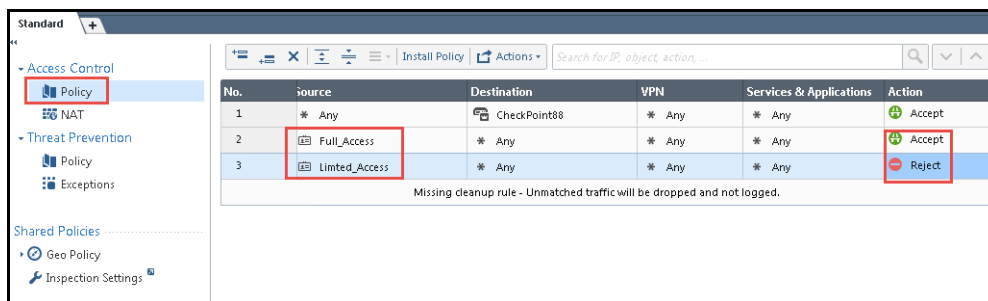 Standard +
Install Policy Actions Search for IP, object, action, ...
Access Control
Policy
NAT
Threat Prevention
Policy
Exceptions
Shared Policies
Geo Policy
Inspection Settings
No. Source Destination VPN Services & Applications Action
1 * Any CheckPoint88 * Any * Any Accept
2 Full_Access * Any * Any * Any Accept
3 Limted_Access * Any * Any * Any Reject
Missing cleanup rule - Unmatched traffic will be dropped and not logged.